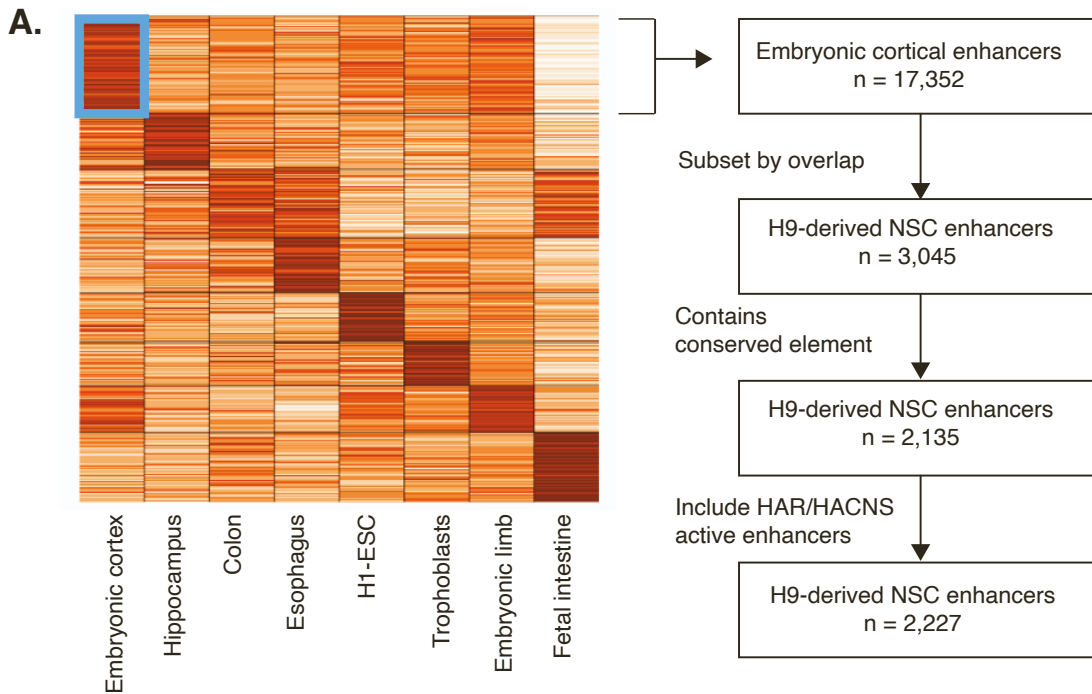 A.
Embryonic cortical enhancers
n = 17,352
Subset by overlap
H9-derived NSC enhancers
n = 3,045
Contains
conserved element
H9-derived NSC enhancers
n = 2,135
Include HAR/HACNS
active enhancers
H9-derived NSC enhancers
n = 2,227
Embryonic cortex
Hippocampus
Colon
Esophagus
H1-ESC
Trophoblasts
Embryonic limb
Fetal intestine